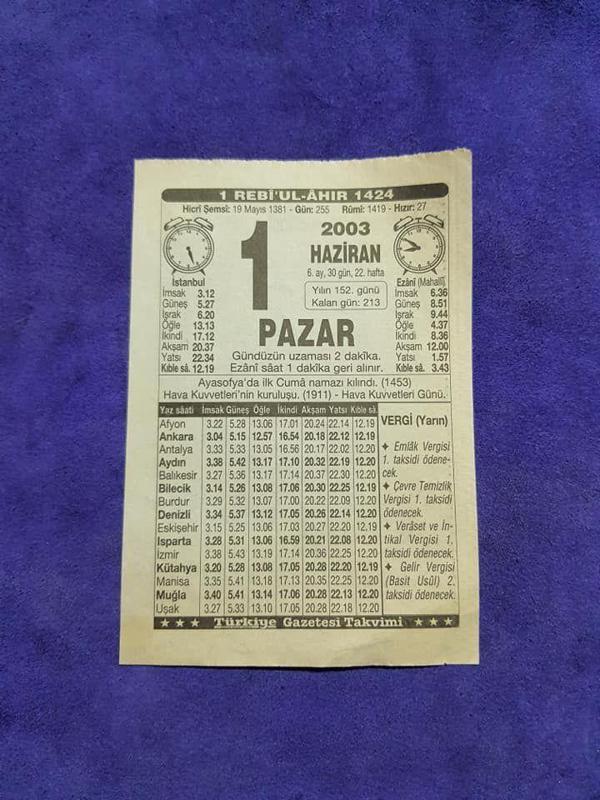 1 REBÎ'UL-ÂHIR 1424
Hicrî Şemsî: 19 Mayıs 1381 - Gün: 255 Rûmî: 1419 - Hızır: 27
1
2003
HAZİRAN
6. ay, 30 gün, 22. hafta
Yılın 152. günü
Kalan gün: 213
PAZAR
İstanbul
İmsak 3.12
Güneş 5.27
İşrak 6.20
Öğle 13.13
İkindi 17.12
Akşam 20.37
Yatsı 22.34
Kıble sâ. 12.19
Ezânî (Mahallî)
İmsak 6.36
Güneş 8.51
İşrak 9.44
Öğle 4.37
İkindi 8.36
Akşam 12.00
Yatsı 1.57
Kıble sâ. 3.43
Gündüzün uzaması 2 dakîka.
Ezânî sâat 1 dakîka geri alınır.
Ayasofya'da ilk Cumâ namazı kılındı. (1453)
Hava Kuvvetleri'nin kuruluşu. (1911) - Hava Kuvvetleri Günü.
Yaz sâati İmsak Güneş Öğle İkindi Akşam Yatsı Kıble sâ.
Afyon 3.22 5.28 13.06 17.01 20.24 22.14 12.19
Ankara 3.04 5.15 12.57 16.54 20.18 22.12 12.19
Antalya 3.33 5.33 13.05 16.56 20.17 22.02 12.20
Aydın 3.38 5.42 13.17 17.10 20.32 22.19 12.20
Balıkesir 3.27 5.36 13.17 17.14 20.37 22.30 12.20
Bilecik 3.14 5.26 13.08 17.06 20.30 22.25 12.19
Burdur 3.29 5.32 13.07 17.00 20.22 22.09 12.20
Denizli 3.34 5.37 13.12 17.05 20.26 22.14 12.20
Eskişehir 3.15 5.25 13.06 17.03 20.27 22.20 12.19
Isparta 3.28 5.31 13.06 16.59 20.21 22.08 12.20
İzmir 3.38 5.43 13.19 17.14 20.36 22.25 12.20
Kütahya 3.20 5.28 13.08 17.05 20.28 22.20 12.19
Manisa 3.35 5.41 13.18 17.13 20.35 22.25 12.20
Muğla 3.40 5.41 13.14 17.06 20.28 22.13 12.20
Uşak 3.27 5.33 13.10 17.05 20.28 22.18 12.20
VERGİ (Yarın)
✦ Emlâk Vergisi
1. taksidi ödene-
cek.
✦ Çevre Temizlik
Vergisi 1. taksidi
ödenecek.
✦ Verâset ve İn-
tikal Vergisi 1.
taksidi ödenecek.
✦ Gelir Vergisi
(Basit Usûl) 2.
taksidi ödenecek.
★ ★ ★ Türkiye Gazetesi Takvimi ★ ★ ★